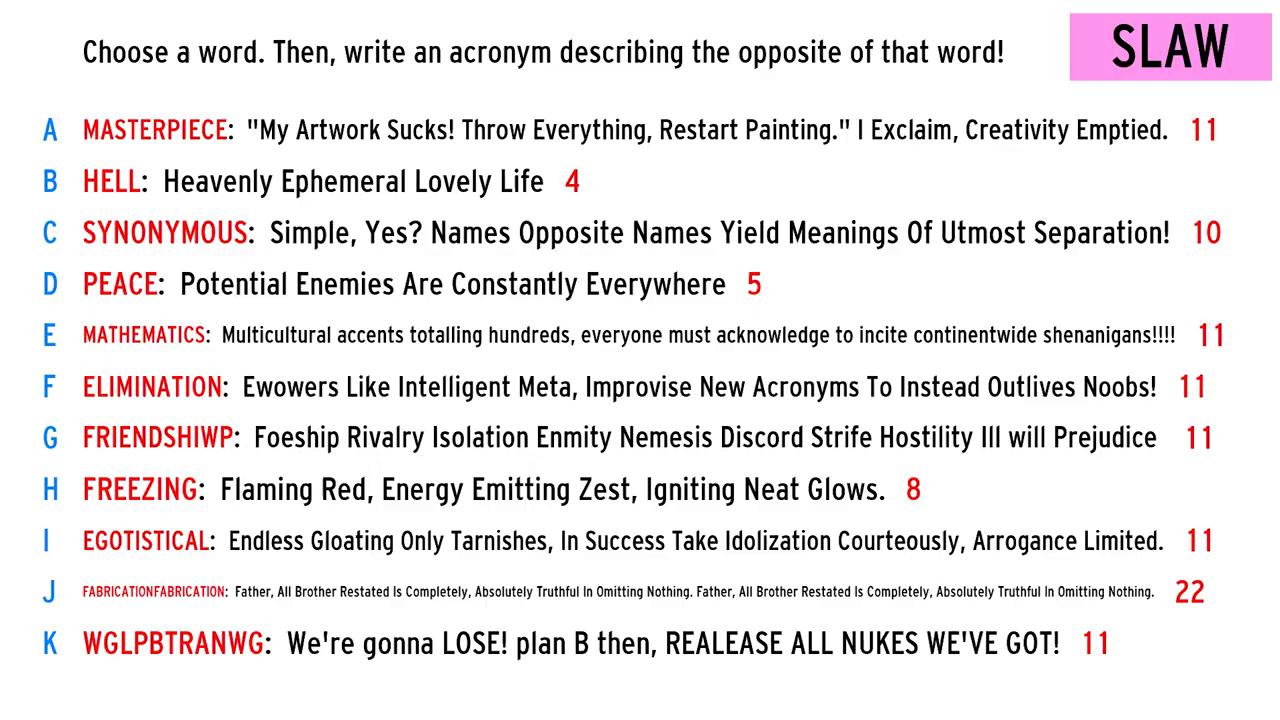 Choose a word. Then, write an acronym describing the opposite of that word!
SLAW
A MASTERPIECE: "My Artwork Sucks! Throw Everything, Restart Painting." I Exclaim, Creativity Emptied. 11
B HELL: Heavenly Ephemeral Lovely Life 4
C SYNONYMOUS: Simple, Yes? Names Opposite Names Yield Meanings Of Utmost Separation! 10
D PEACE: Potential Enemies Are Constantly Everywhere 5
E MATHEMATICS: Multicultural accents totalling hundreds, everyone must acknowledge to incite continentwide shenanigans!!!! 11
F ELIMINATION: Ewowers Like Intelligent Meta, Improvise New Acronyms To Instead Outlives Noobs! 11
G FRIENDSHIWP: Foeship Rivalry Isolation Enmity Nemesis Discord Strife Hostility Ill will Prejudice 11
H FREEZING: Flaming Red, Energy Emitting Zest, Igniting Neat Glows. 8
I EGOTISTICAL: Endless Gloating Only Tarnishes, In Success Take Idolization Courteously, Arrogance Limited. 11
J FABRICATIONFABRICATION: Father, All Brother Restated Is Completely, Absolutely Truthful In Omitting Nothing. Father, All Brother Restated Is Completely, Absolutely Truthful In Omitting Nothing. 22
K WGLPBTRANWG: We're gonna LOSE! plan B then, REALEASE ALL NUKES WE'VE GOT! 11